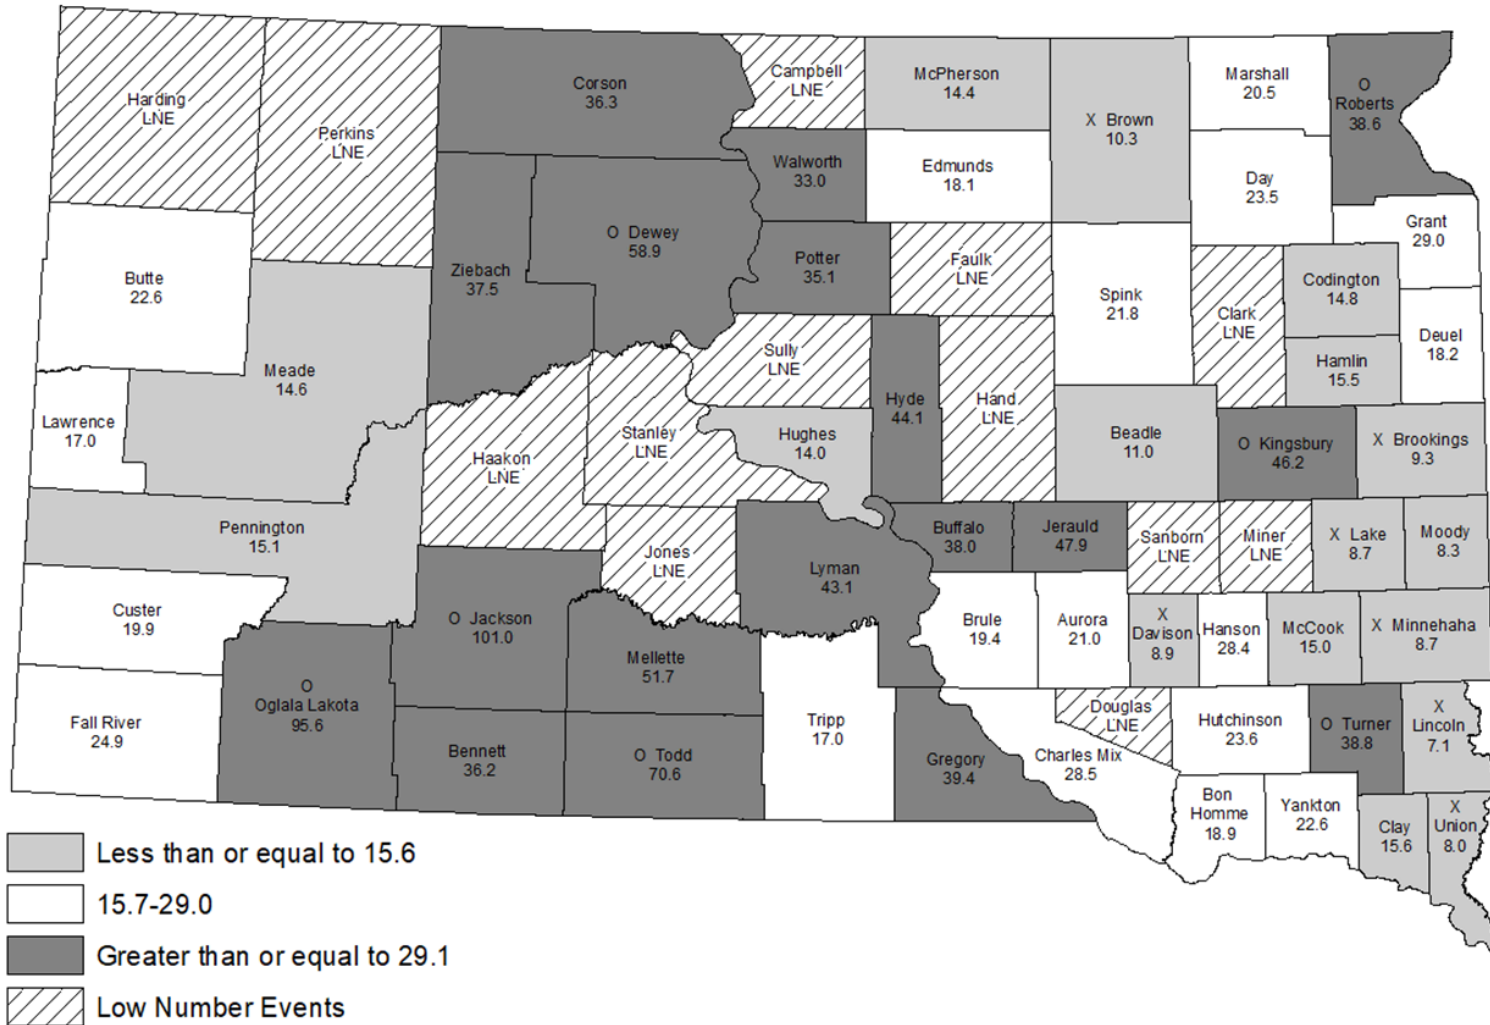 Harding
LNE
Perkins
LNE
Corson
36.3
Campbell
LNE
McPherson
14.4
X Brown
10.3
Marshall
20.5
O
Roberts
38.6
Walworth
33.0
Edmunds
18.1
Day
23.5
Grant
29.0
Butte
22.6
Ziebach
37.5
O Dewey
58.9
Potter
35.1
Faulk
LNE
Spink
21.8
Clark
LNE
Codington
14.8
Deuel
18.2
Meade
14.6
Sully
LNE
Hamlin
15.5
Lawrence
17.0
Haakon
LNE
Stanley
LNE
Hughes
14.0
Hyde
44.1
Hand
LNE
Beadle
11.0
O Kingsbury
46.2
X Brookings
9.3
Pennington
15.1
Jones
LNE
Lyman
43.1
Buffalo
38.0
Jerauld
47.9
Sanborn
LNE
Miner
LNE
X Lake
8.7
Moody
8.3
Custer
19.9
O Jackson
101.0
Mellette
51.7
Brule
19.4
Aurora
21.0
X
Davison
8.9
Hanson
28.4
McCook
15.0
X Minnehaha
8.7
Fall River
24.9
O
Oglala Lakota
95.6
Bennett
36.2
O Todd
70.6
Tripp
17.0
Gregory
39.4
Charles Mix
28.5
Douglas
LNE
Hutchinson
23.6
O Turner
38.8
X
Lincoln
7.1
Bon
Homme
18.9
Yankton
22.6
Clay
15.6
X
Union
8.0
Less than or equal to 15.6
15.7-29.0
Greater than or equal to 29.1
Low Number Events